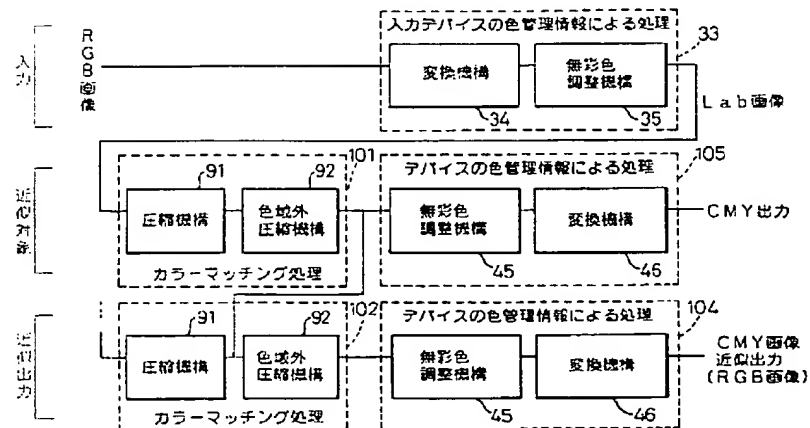 入力
RGB画像
入力デバイスの色管理情報による処理
33
変換機構
34
無彩色
調整機構
35
Lab画像
近似対象
91
圧縮機構
92
色域外
圧縮機構
101
カラーマッチング処理
デバイスの色管理情報による処理
105
無彩色
調整機構
45
変換機構
46
CMY出力
近似出力
91
圧縮機構
92
色域外
圧縮機構
102
カラーマッチング処理
デバイスの色管理情報による処理
104
無彩色
調整機構
45
変換機構
46
CMY画像
近似出力
(RGB画像)